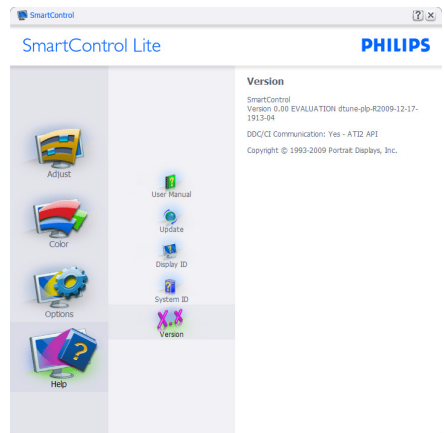 SmartControl
SmartControl Lite
PHILIPS
Adjust
Color
Options
Help
User Manual
Update
Display ID
System ID
X.X
Version
Version
SmartControl
Version 0.00 EVALUATION dtune-plp-R2009-12-17-
1913-04
DDC/CI Communication: Yes - ATI2 API
Copyright © 1993-2009 Portrait Displays, Inc.